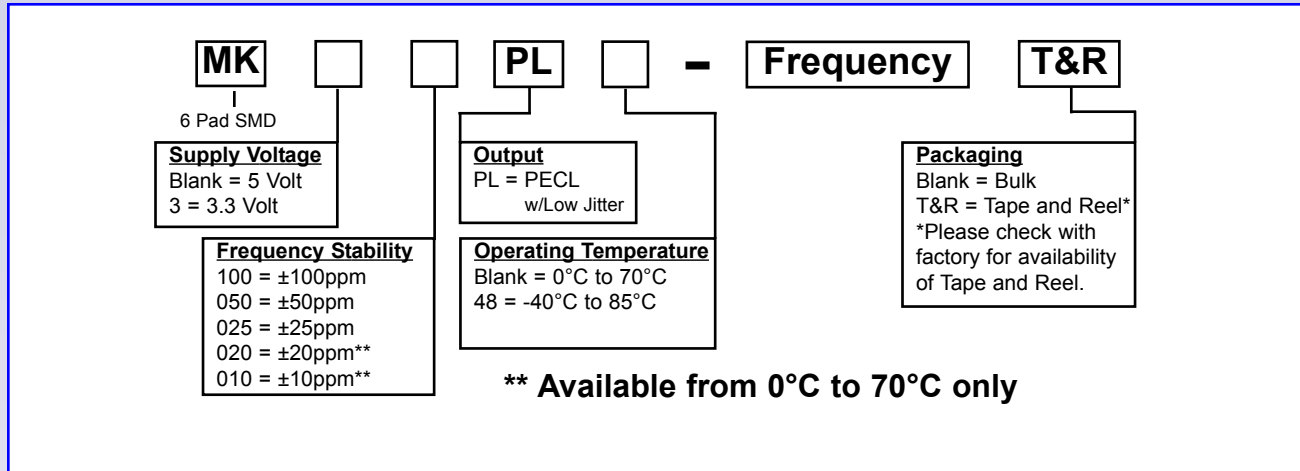 MK PL – Frequency T&R
6 Pad SMD
Supply Voltage
Blank = 5 Volt
3 = 3.3 Volt
Frequency Stability
100 = ±100ppm
050 = ±50ppm
025 = ±25ppm
020 = ±20ppm**
010 = ±10ppm**
Output
PL = PECL
w/Low Jitter
Operating Temperature
Blank = 0°C to 70°C
48 = -40°C to 85°C
Packaging
Blank = Bulk
T&R = Tape and Reel*
*Please check with
factory for availability
of Tape and Reel.
** Available from 0°C to 70°C only